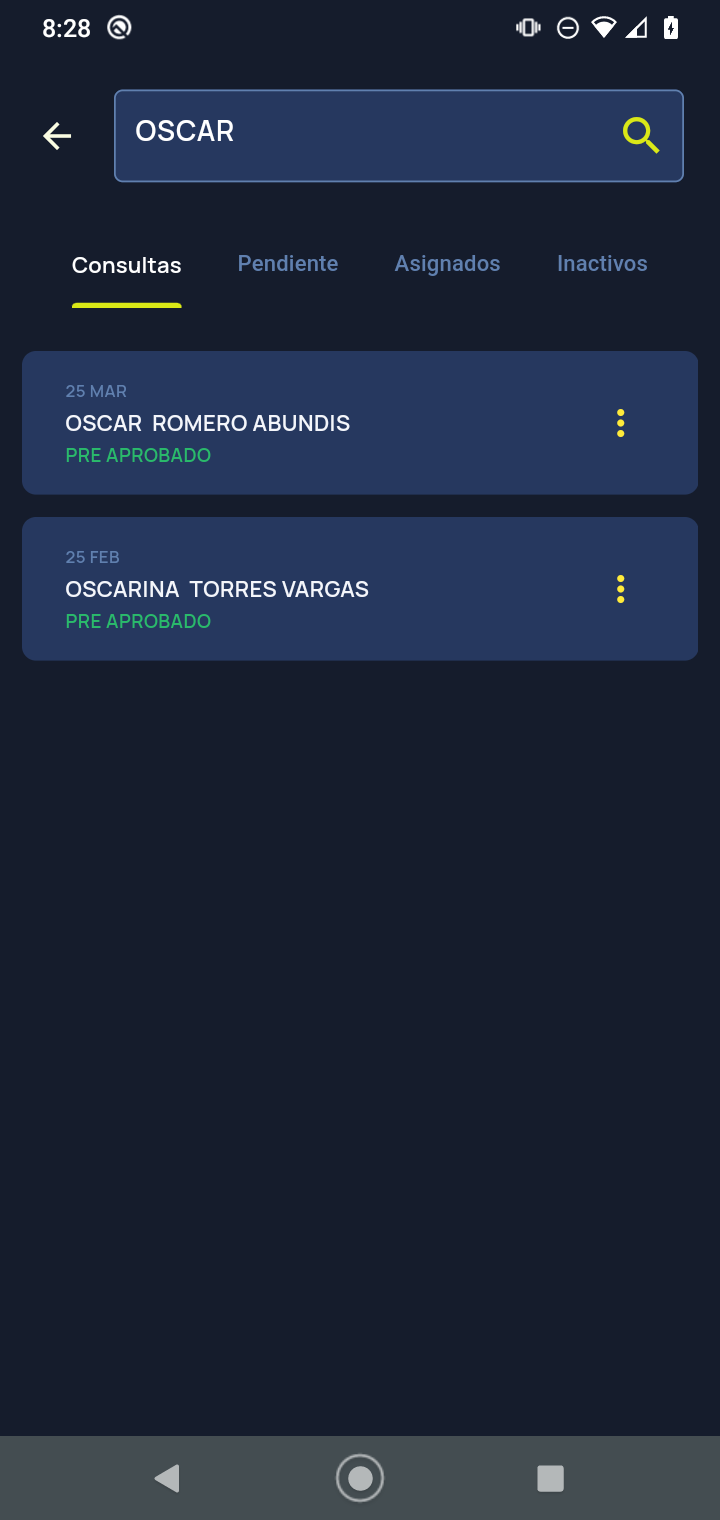 8:28
OSCAR
Consultas Pendiente Asignados Inactivos
25 MAR
OSCAR  ROMERO ABUNDIS
PRE APROBADO
25 FEB
OSCARINA  TORRES VARGAS
PRE APROBADO